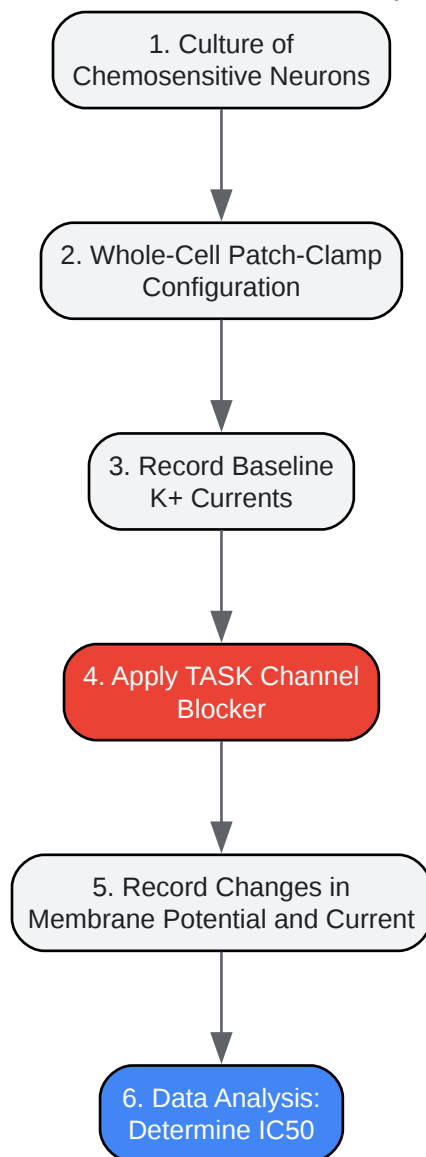 1. Culture of
Chemosensitive Neurons
2. Whole-Cell Patch-Clamp
Configuration
3. Record Baseline
K+ Currents
4. Apply TASK Channel
Blocker
5. Record Changes in
Membrane Potential and Current
6. Data Analysis:
Determine IC50